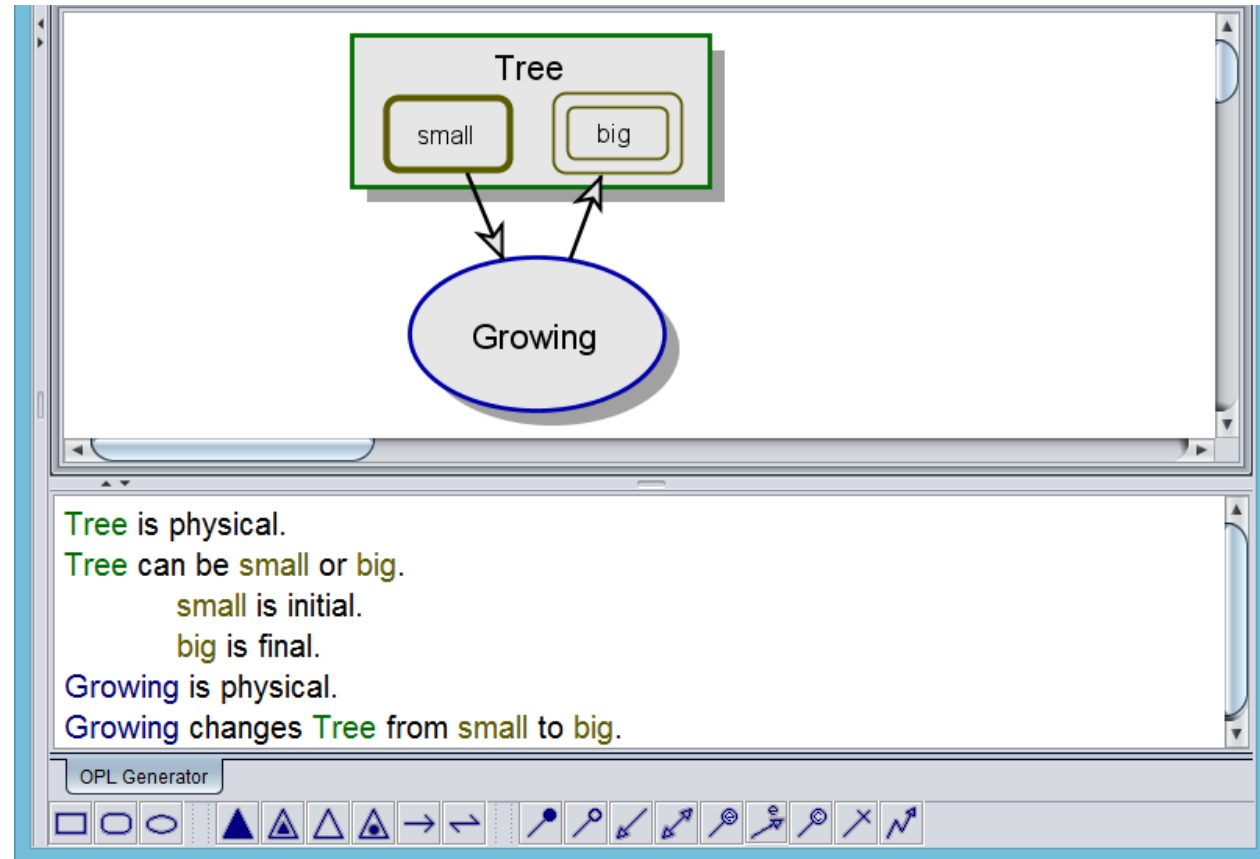 Tree
small big
Growing
Tree is physical.
Tree can be small or big.
small is initial.
big is final.
Growing is physical.
Growing changes Tree from small to big.
OPL Generator